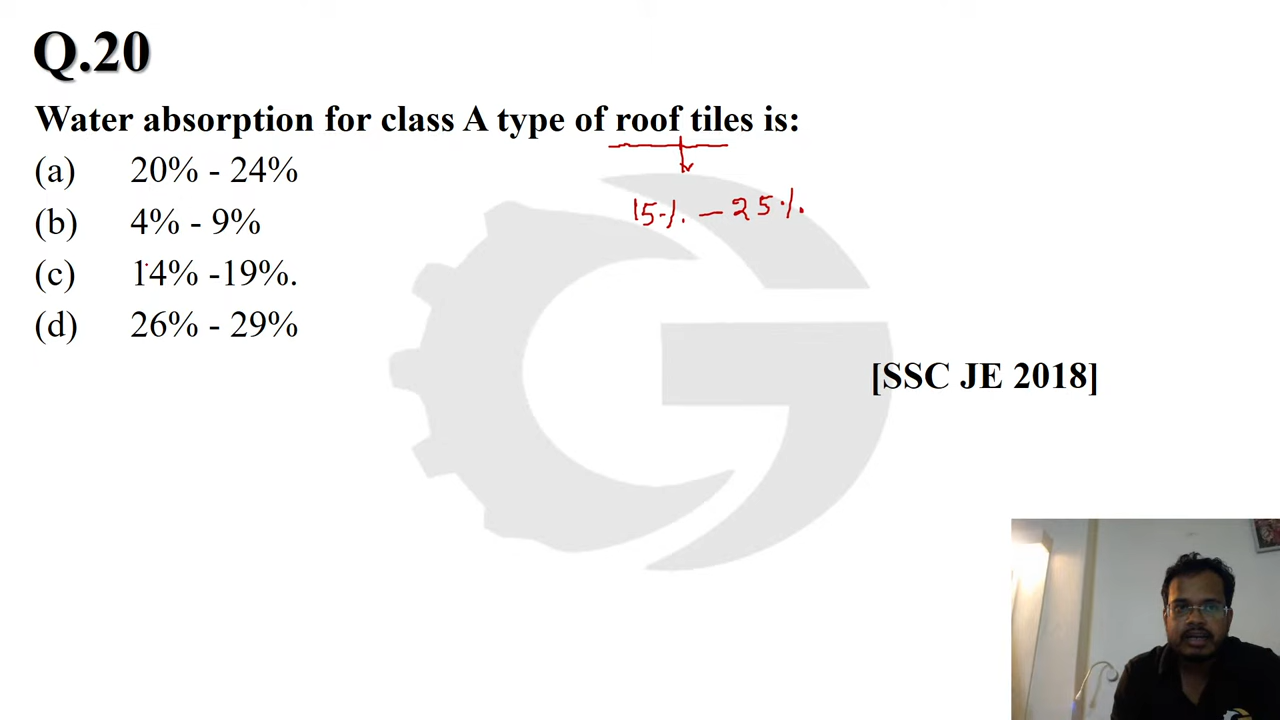 Q.20
Water absorption for class A type of roof tiles is:
(a) 20% - 24%
15% - 25%
(b) 4% - 9%
(c) 14% -19%.
(d) 26% - 29%
[SSC JE 2018]